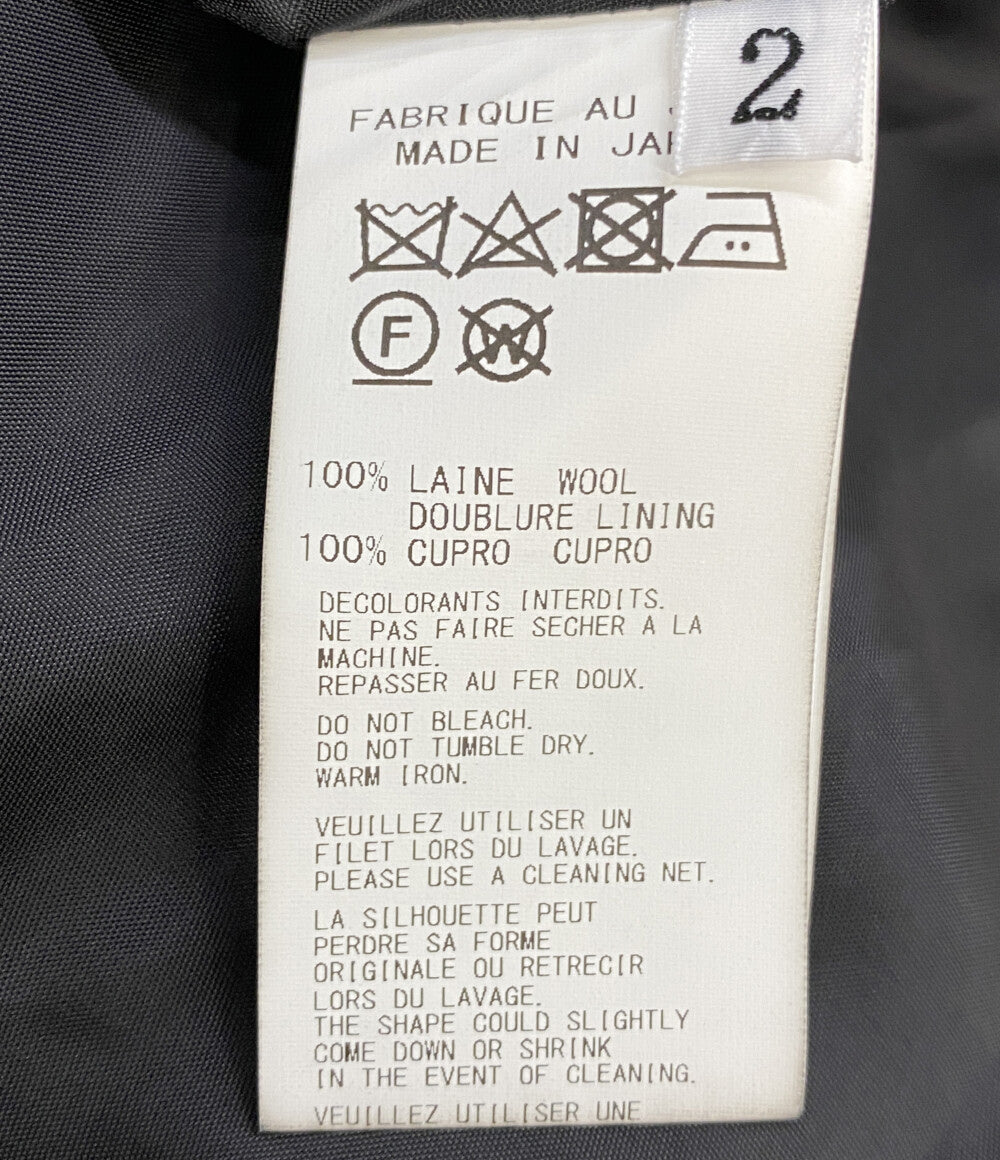 2
FABRIQUE AU
MADE IN
F
W
100% LAINE WOOL
DOUBLURE LINING
100% CUPRO CUPRO
DECOLORANTS INTERDITS.
NE PAS FAIRE SECHER A LA
MACHINE.
REPASSER AU FER DOUX.
DO NOT BLEACH.
DO NOT TUMBLE DRY.
WARM IRON.
VEUILLEZ UTILISER UN
FILET LORS DU LAVAGE.
PLEASE USE A CLEANING NET.
LA SILHOUETTE PEUT
PERDRE SA FORME
ORIGINALE OU RETRECIR
LORS DU LAVAGE.
THE SHAPE COULD SLIGHTLY
COME DOWN OR SHRINK
IN THE EVENT OF CLEANING.
VEUILLEZ UTILISER UNE